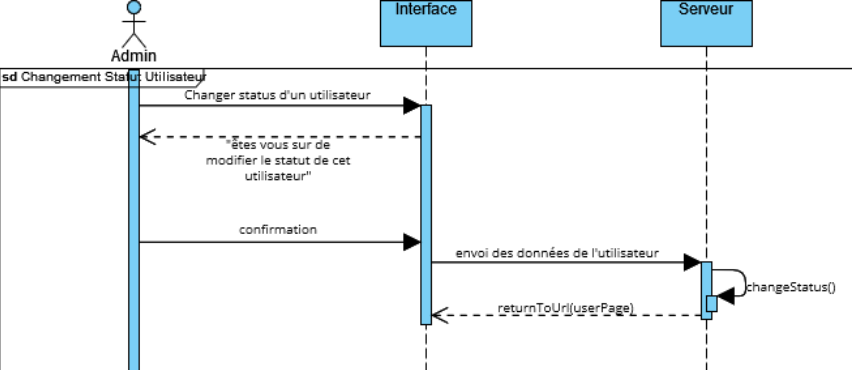 Interface
Serveur
Admin
sd Changement Statut Utilisateur
Changer status d'un utilisateur
"êtes vous sur de
modifier le statut de cet
utilisateur"
confirmation
envoi des données de l'utilisateur
changeStatus()
returnToUrl(userPage)